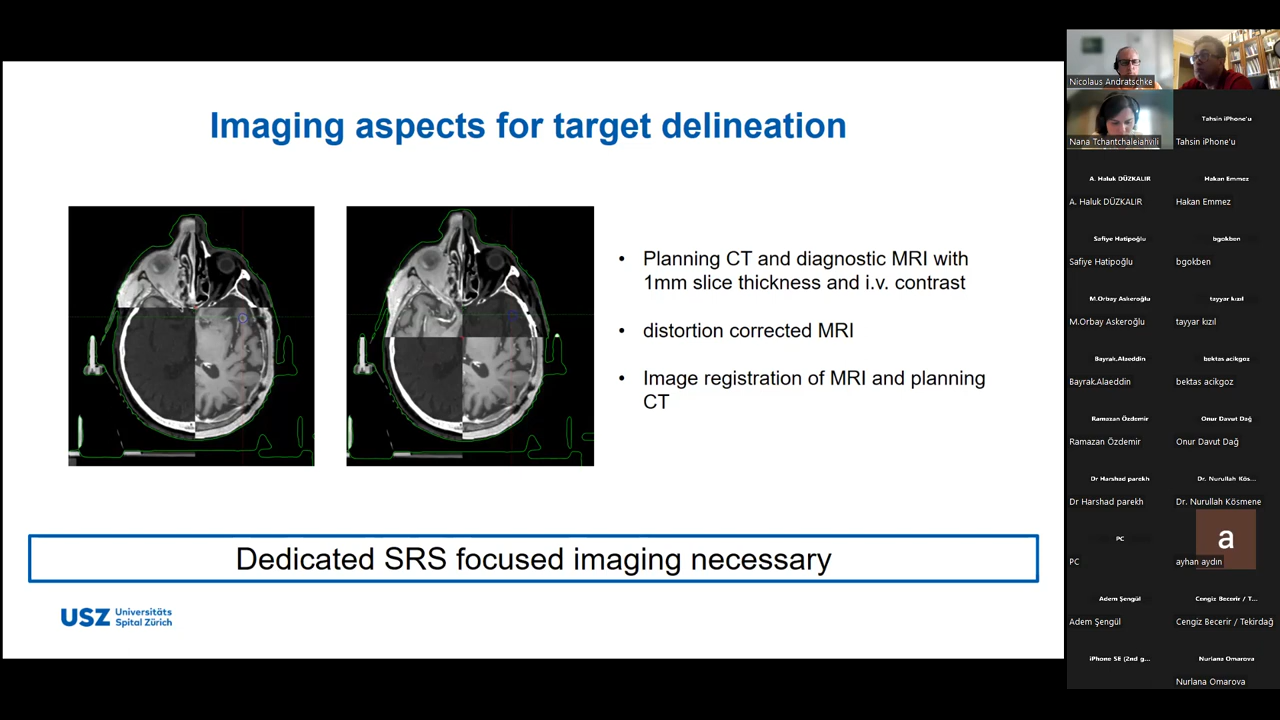 Imaging aspects for target delineation
• Planning CT and diagnostic MRI with
1mm slice thickness and i.v. contrast
• distortion corrected MRI
• Image registration of MRI and planning
CT
Dedicated SRS focused imaging necessary
USZ Universitäts
Spital Zürich
Nicolaus Andratschke
Nana Tchantchaleiahvili
Tahsin iPhone'u
Tahsin iPhone'u
A. Haluk DÜZKALIR
A. Haluk DÜZKALIR
Hakan Emmez
Hakan Emmez
Safiye Hatipoğlu
Safiye Hatipoğlu
bgokben
bgokben
M.Orbay Askeroğlu
M.Orbay Askeroğlu
tayyar kızıl
tayyar kızıl
Bayrak.Alaeddin
Bayrak.Alaeddin
bektas acikgoz
bektas acikgoz
Ramazan Özdemir
Ramazan Özdemir
Onur Davut Dağ
Onur Davut Dağ
Dr Harshad parekh
Dr Harshad parekh
Dr. Nurullah Kös...
Dr. Nurullah Kösmene
PC
PC
a
ayhan aydın
Adem Şengül
Adem Şengül
Cengiz Becerir / T...
Cengiz Becerir / Tekirdağ
iPhone SE (2nd g...
Nurlana Omarova
Nurlana Omarova